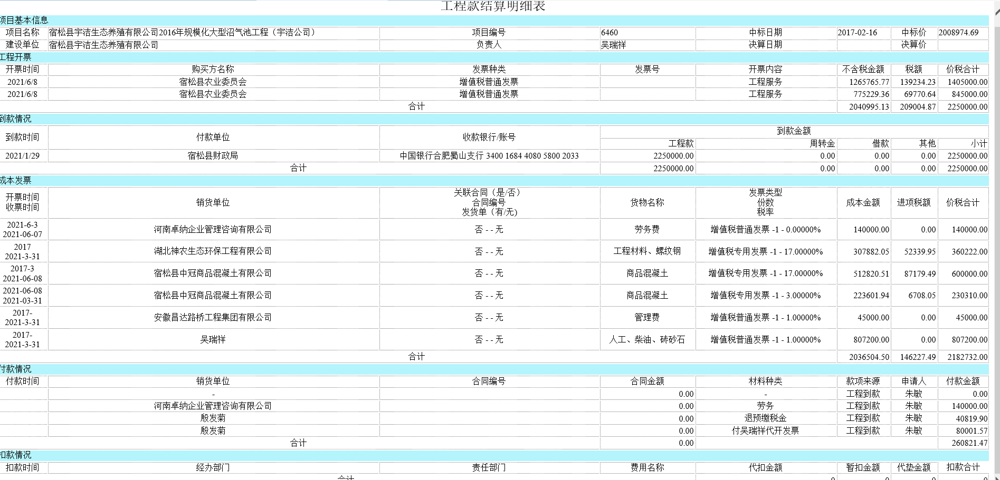 工程款结算明细表
项目基本信息
项目名称 宿松县宇洁生态养殖有限公司2016年规模化大型沼气池工程（宇洁公司） 项目编号 6460 中标日期 2017-02-16 中标价 2008974.69
建设单位 宿松县宇洁生态养殖有限公司 负责人 吴瑞祥 决算日期 决算价
工程开票
开票时间 购买方名称 发票种类 发票号 开票内容 不含税金额 税额 价税合计
2021/6/8 宿松县农业委员会 增值税普通发票 工程服务 1265765.77 139234.23 1405000.00
2021/6/8 宿松县农业委员会 增值税普通发票 工程服务 775229.36 69770.64 845000.00
合计 2040995.13 209004.87 2250000.00
到款情况
到款时间 付款单位 收款银行/账号 到款金额
工程款 周转金 借款 其他 小计
2021/1/29 宿松县财政局 中国银行合肥蜀山支行 3400 1684 4080 5800 2033 2250000.00 0.00 0.00 0.00 2250000.00
合计 2250000.00 0.00 0.00 0.00 2250000.00
成本发票
开票时间 收票时间 销货单位 关联合同（是/否） 合同编号 发货单（有/无) 货物名称 发票类型 份数 税率 成本金额 进项税额 价税合计
2021-6-3 2021-06-07 河南卓纳企业管理咨询有限公司 否 - - 无 劳务费 增值税普通发票 -1 - 0.00000% 140000.00 0.00 140000.00
2017 2021-3-31 湖北神农生态环保工程有限公司 否 - - 无 工程材料、螺纹钢 增值税专用发票 -1 - 17.00000% 307882.05 52339.95 360222.00
2017-3 2021-06-08 宿松县中冠商品混凝土有限公司 否 - - 无 商品混凝土 增值税专用发票 -1 - 17.00000% 512820.51 87179.49 600000.00
2021-06-08 2021-03-31 宿松县中冠商品混凝土有限公司 否 - - 无 商品混凝土 增值税专用发票 -1 - 3.00000% 223601.94 6708.05 230310.00
2017- 2021-3-31 安徽昌达路桥工程集团有限公司 否 - - 无 管理费 增值税普通发票 -1 - 1.00000% 45000.00 0.00 45000.00
2017- 2021-3-31 吴瑞祥 否 - - 无 人工、柴油、砖砂石 增值税普通发票 -1 - 1.00000% 807200.00 0.00 807200.00
合计 2036504.50 146227.49 2182732.00
付款情况
付款时间 销货单位 合同编号 合同金额 材料种类 款项来源 申请人 付款金额
- 0.00 - 工程到款 朱敏 0.00
河南卓纳企业管理咨询有限公司 0.00 劳务 工程到款 朱敏 140000.00
殷发菊 0.00 退预缴税金 工程到款 朱敏 40819.90
殷发菊 0.00 付吴瑞祥代开发票 工程到款 朱敏 80001.57
合计 0.00 260821.47
扣款情况
扣款时间 经办部门 责任部门 费用名称 代扣金额 暂扣金额 代垫金额 扣款合计
合计 0 0 0 0